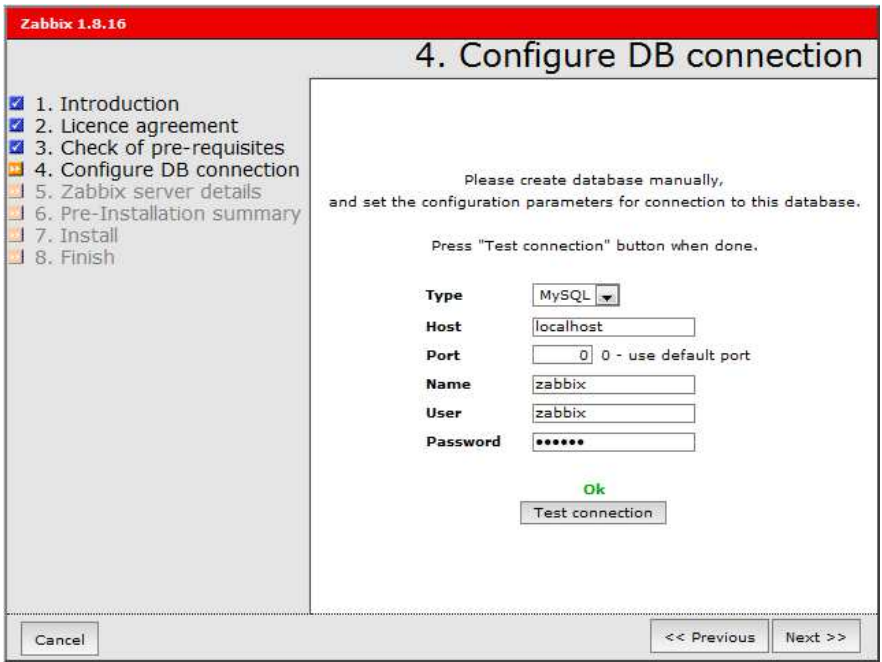 Zabbix 1.8.16
4. Configure DB connection
1. Introduction
2. Licence agreement
3. Check of pre-requisites
4. Configure DB connection
5. Zabbix server details
6. Pre-Installation summary
7. Install
8. Finish
Please create database manually,
and set the configuration parameters for connection to this database.
Press "Test connection" button when done.
Type MySQL
Host localhost
Port 0 0 - use default port
Name zabbix
User zabbix
Password ••••••
Ok
Test connection
Cancel << Previous Next >>